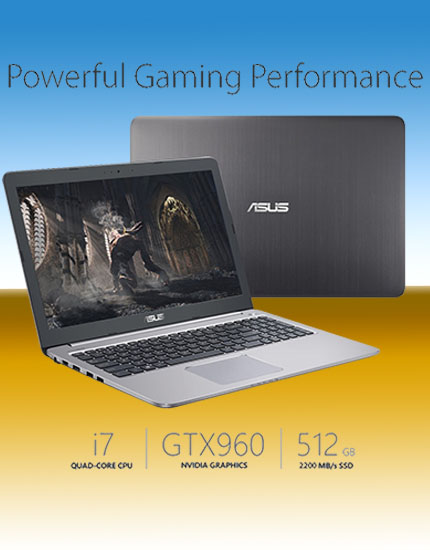 Powerful Gaming Performance
ASUS
ASUS
i7
QUAD-CORE CPU
GTX960
NVIDIA GRAPHICS
512 GB
2200 MB/s SSD